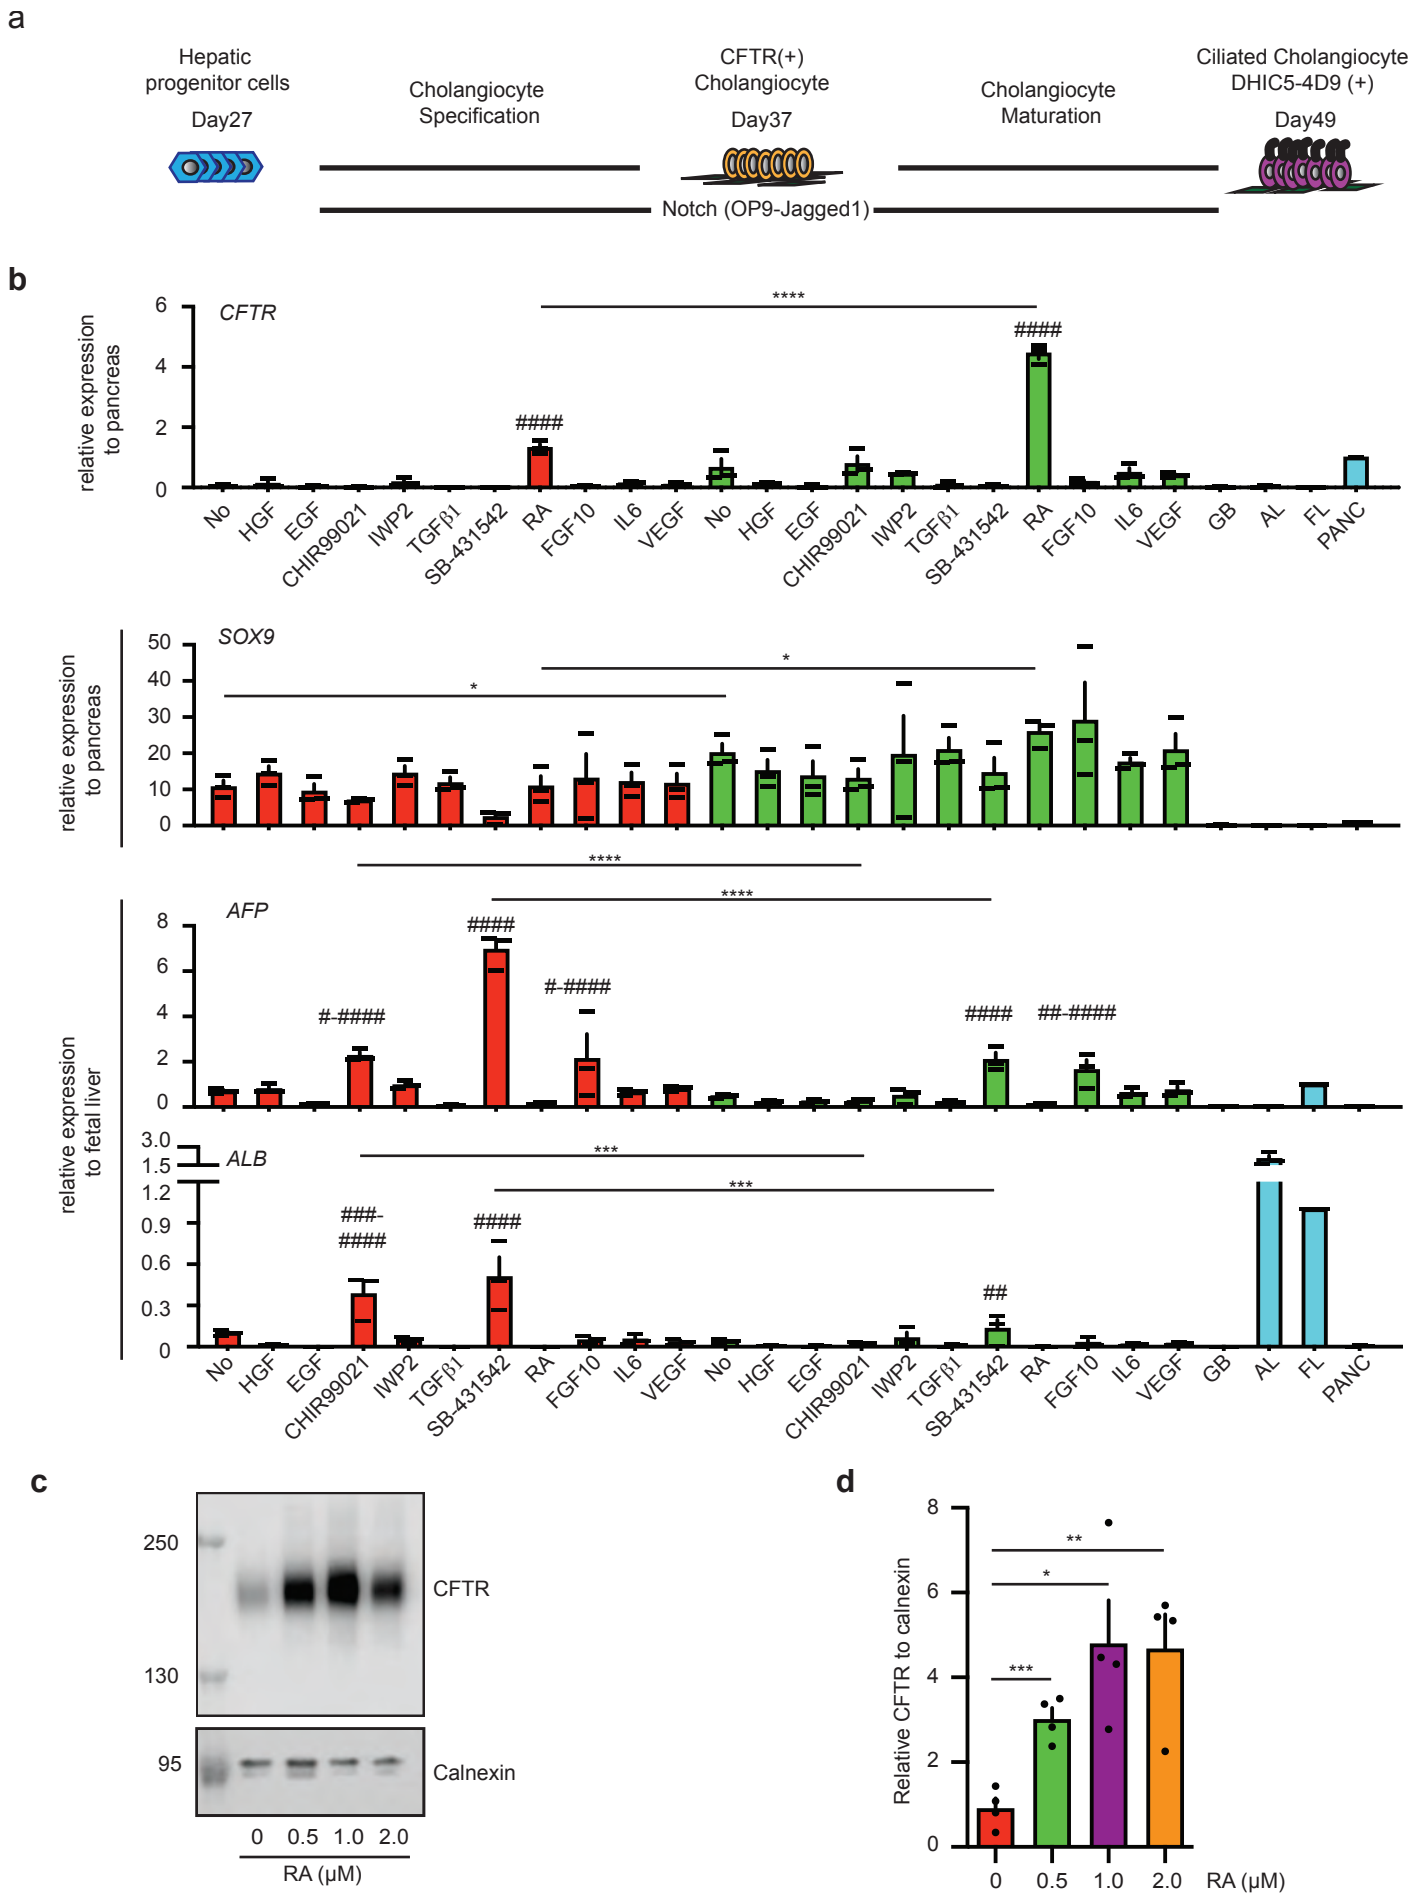 a
Hepatic
progenitor cells
Day27
Cholangiocyte
Specification
CFTR(+)
Cholangiocyte
Day37
Cholangiocyte
Maturation
Ciliated Cholangiocyte
DHIC5-4D9 (+)
Day49
Notch (OP9-Jagged1)
b
relative expression
to pancreas
CFTR
6
4
2
0
####
****
####
No HGF EGF CHIR99021 IWP2 TGFβ1 SB-431542 RA FGF10 IL6 VEGF No HGF EGF CHIR99021 IWP2 TGFβ1 SB-431542 RA FGF10 IL6 VEGF GB AL FL PANC
relative expression
to pancreas
SOX9
50
40
30
20
10
0
*
*
relative expression
to fetal liver
AFP
8
6
4
2
0
****
****
#-####
####
#-####
####
##-####
ALB
3.0
1.5
1.2
0.9
0.6
0.3
0
***
***
###-
####
####
##
No HGF EGF CHIR99021 IWP2 TGFβ1 SB-431542 RA FGF10 IL6 VEGF No HGF EGF CHIR99021 IWP2 TGFβ1 SB-431542 RA FGF10 IL6 VEGF GB AL FL PANC
c
250
130
95
CFTR
Calnexin
0 0.5 1.0 2.0
RA (μM)
d
Relative CFTR to calnexin
8
6
4
2
0
**
*
***
0 0.5 1.0 2.0 RA (μM)